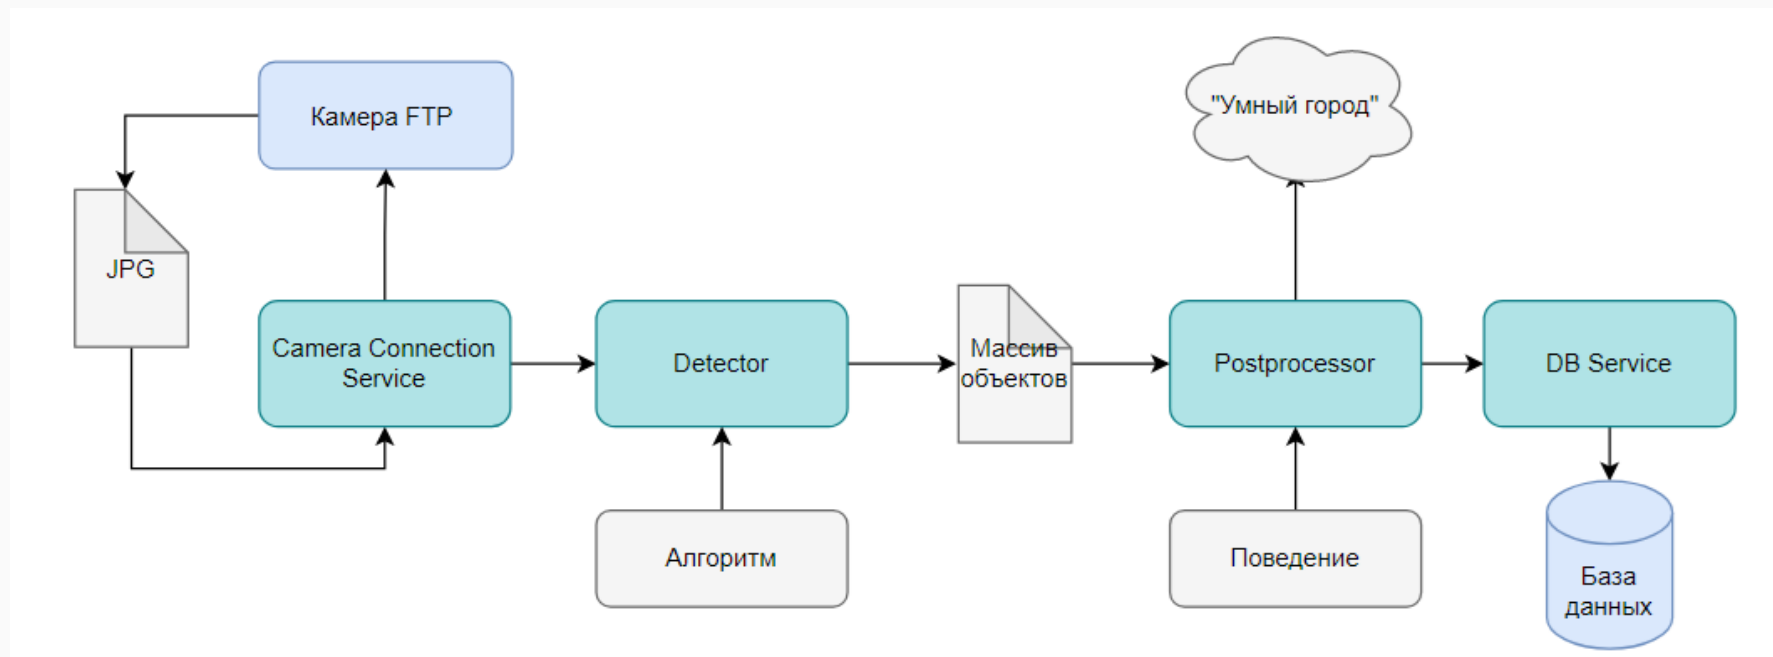 Камера FTP
"Умный город"
JPG
Camera Connection
Service
Detector
Массив
объектов
Postprocessor
DB Service
Алгоритм
Поведение
База
данных